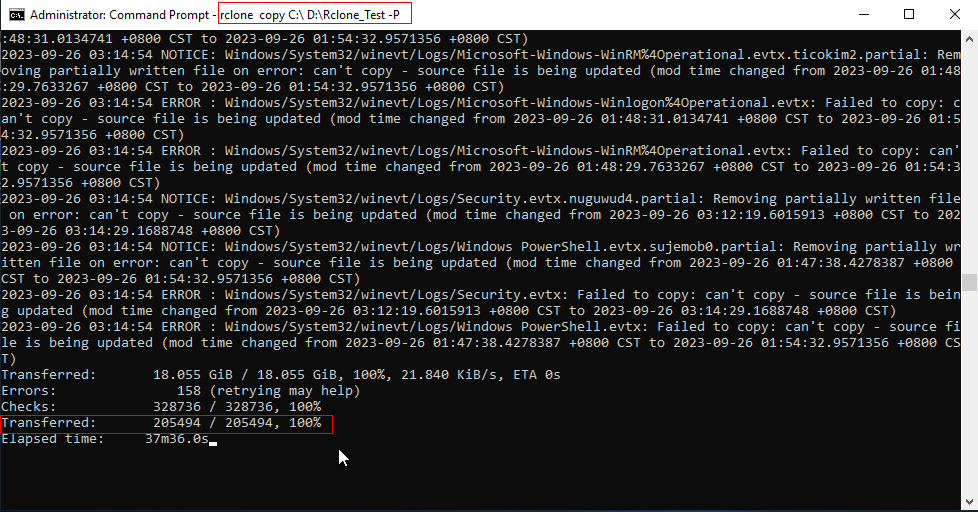 Administrator: Command Prompt - rclone  copy C:\ D:\Rclone_Test -P
:48:31.0134741 +0800 CST to 2023-09-26 01:54:32.9571356 +0800 CST)
2023-09-26 03:14:54 NOTICE: Windows/System32/winevt/Logs/Microsoft-Windows-WinRM%4Operational.evtx.ticokim2.partial: Rem
oving partially written file on error: can't copy - source file is being updated (mod time changed from 2023-09-26 01:48
:29.7633267 +0800 CST to 2023-09-26 01:54:32.9571356 +0800 CST)
2023-09-26 03:14:54 ERROR : Windows/System32/winevt/Logs/Microsoft-Windows-Winlogon%4Operational.evtx: Failed to copy: c
an't copy - source file is being updated (mod time changed from 2023-09-26 01:48:31.0134741 +0800 CST to 2023-09-26 01:5
4:32.9571356 +0800 CST)
2023-09-26 03:14:54 ERROR : Windows/System32/winevt/Logs/Microsoft-Windows-WinRM%4Operational.evtx: Failed to copy: can'
t copy - source file is being updated (mod time changed from 2023-09-26 01:48:29.7633267 +0800 CST to 2023-09-26 01:54:3
2.9571356 +0800 CST)
2023-09-26 03:14:54 NOTICE: Windows/System32/winevt/Logs/Security.evtx.nuguwud4.partial: Removing partially written file
 on error: can't copy - source file is being updated (mod time changed from 2023-09-26 03:12:19.6015913 +0800 CST to 202
3-09-26 03:14:29.1688748 +0800 CST)
2023-09-26 03:14:54 NOTICE: Windows/System32/winevt/Logs/Windows PowerShell.evtx.sujemob0.partial: Removing partially wr
itten file on error: can't copy - source file is being updated (mod time changed from 2023-09-26 01:47:38.4278387 +0800
CST to 2023-09-26 01:54:32.9571356 +0800 CST)
2023-09-26 03:14:54 ERROR : Windows/System32/winevt/Logs/Security.evtx: Failed to copy: can't copy - source file is bein
g updated (mod time changed from 2023-09-26 03:12:19.6015913 +0800 CST to 2023-09-26 03:14:29.1688748 +0800 CST)
2023-09-26 03:14:54 ERROR : Windows/System32/winevt/Logs/Windows PowerShell.evtx: Failed to copy: can't copy - source fi
le is being updated (mod time changed from 2023-09-26 01:47:38.4278387 +0800 CST to 2023-09-26 01:54:32.9571356 +0800 CS
T)
Transferred:       18.055 GiB / 18.055 GiB, 100%, 21.840 KiB/s, ETA 0s
Errors:               158 (retrying may help)
Checks:            328736 / 328736, 100%
Transferred:       205494 / 205494, 100%
Elapsed time:     37m36.0s